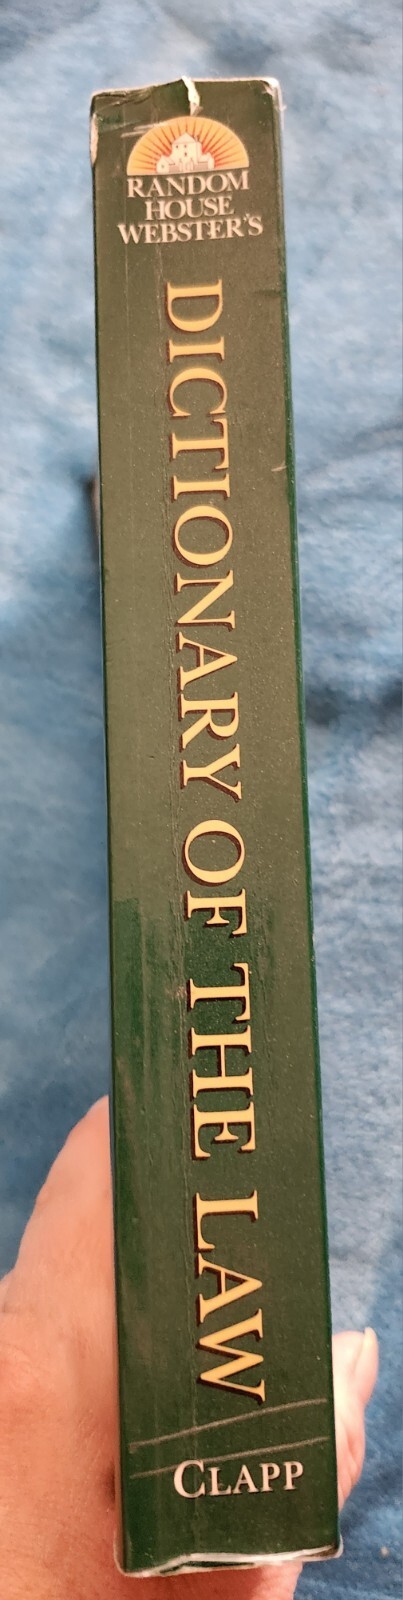 RANDOM
HOUSE
WEBSTER'S
DICTIONARY OF THE LAW
CLAPP